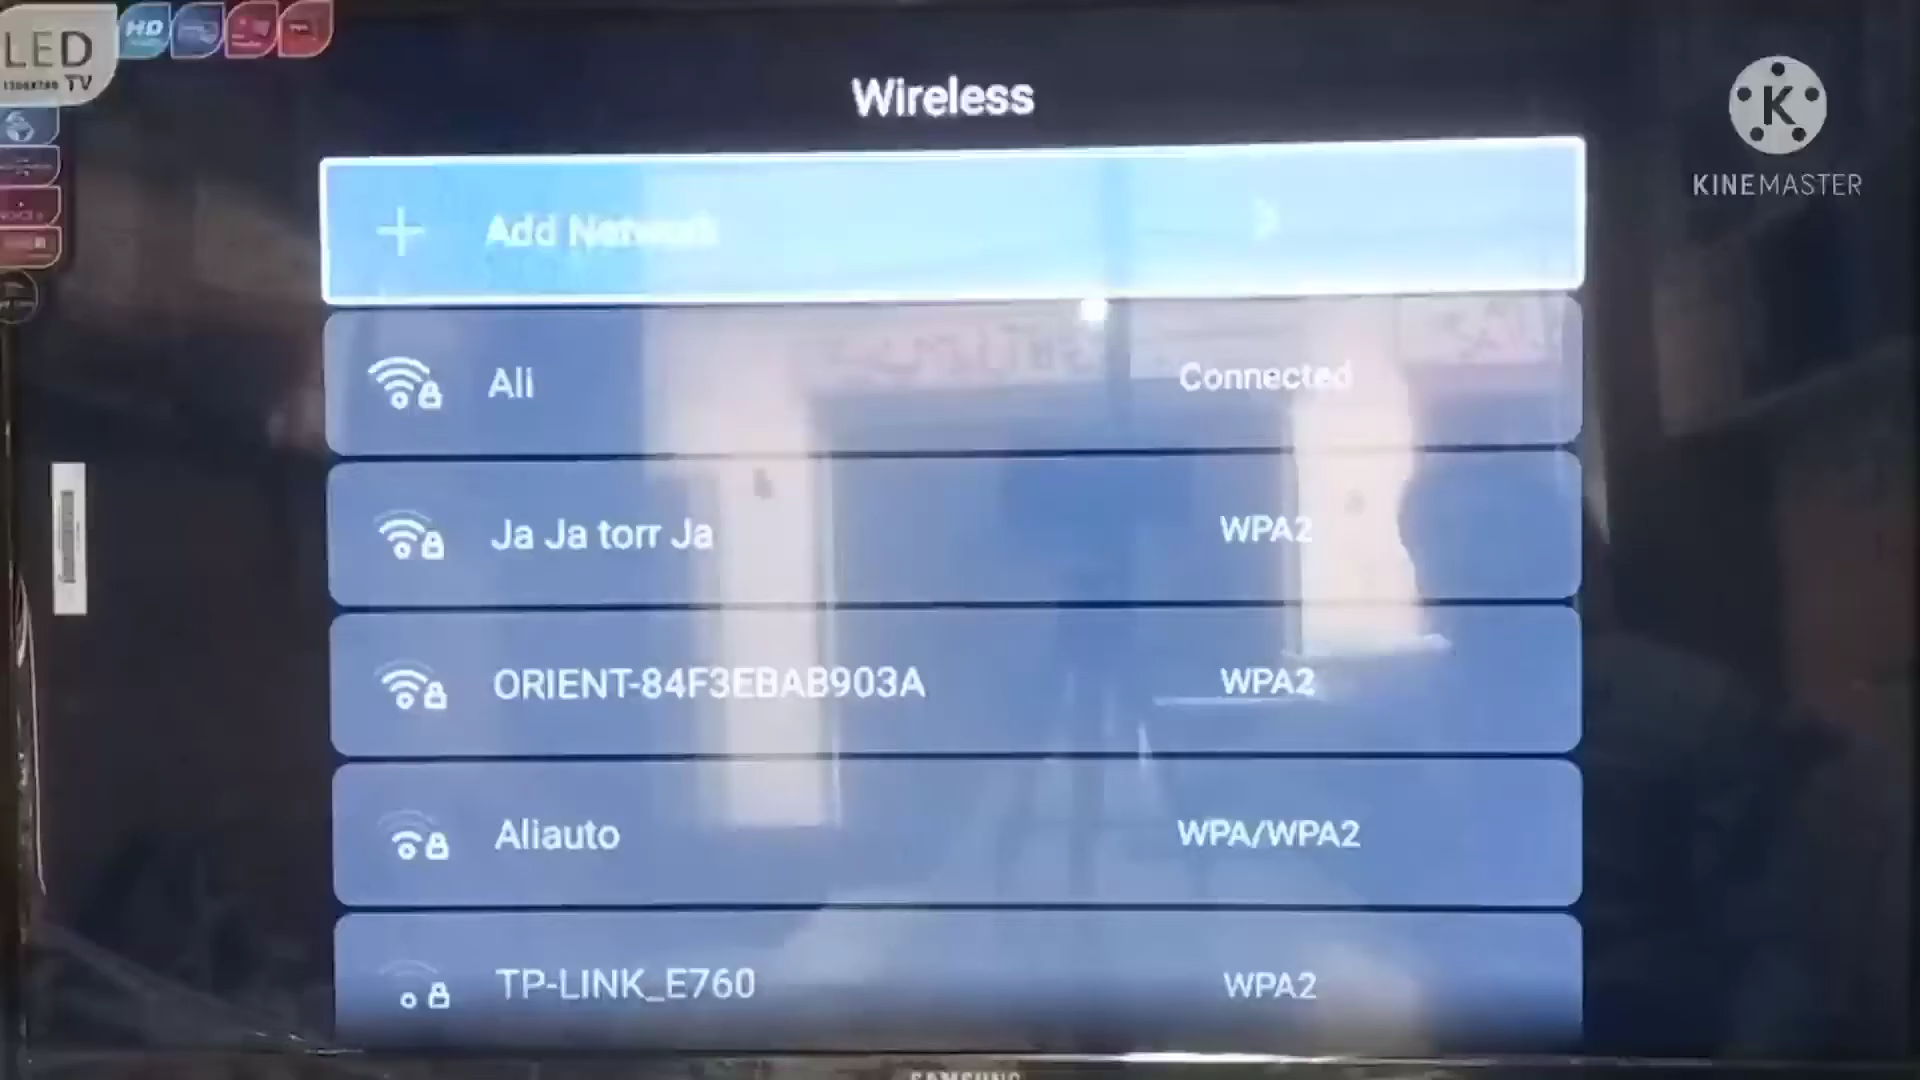 LED
TV
HD
Wireless
KINEMASTER
Add Network
Ali
Connected
Ja Ja torr Ja
WPA2
ORIENT-84F3EBAB903A
WPA2
Aliauto
WPA/WPA2
TP-LINK_E760
WPA2
SAMSUNG